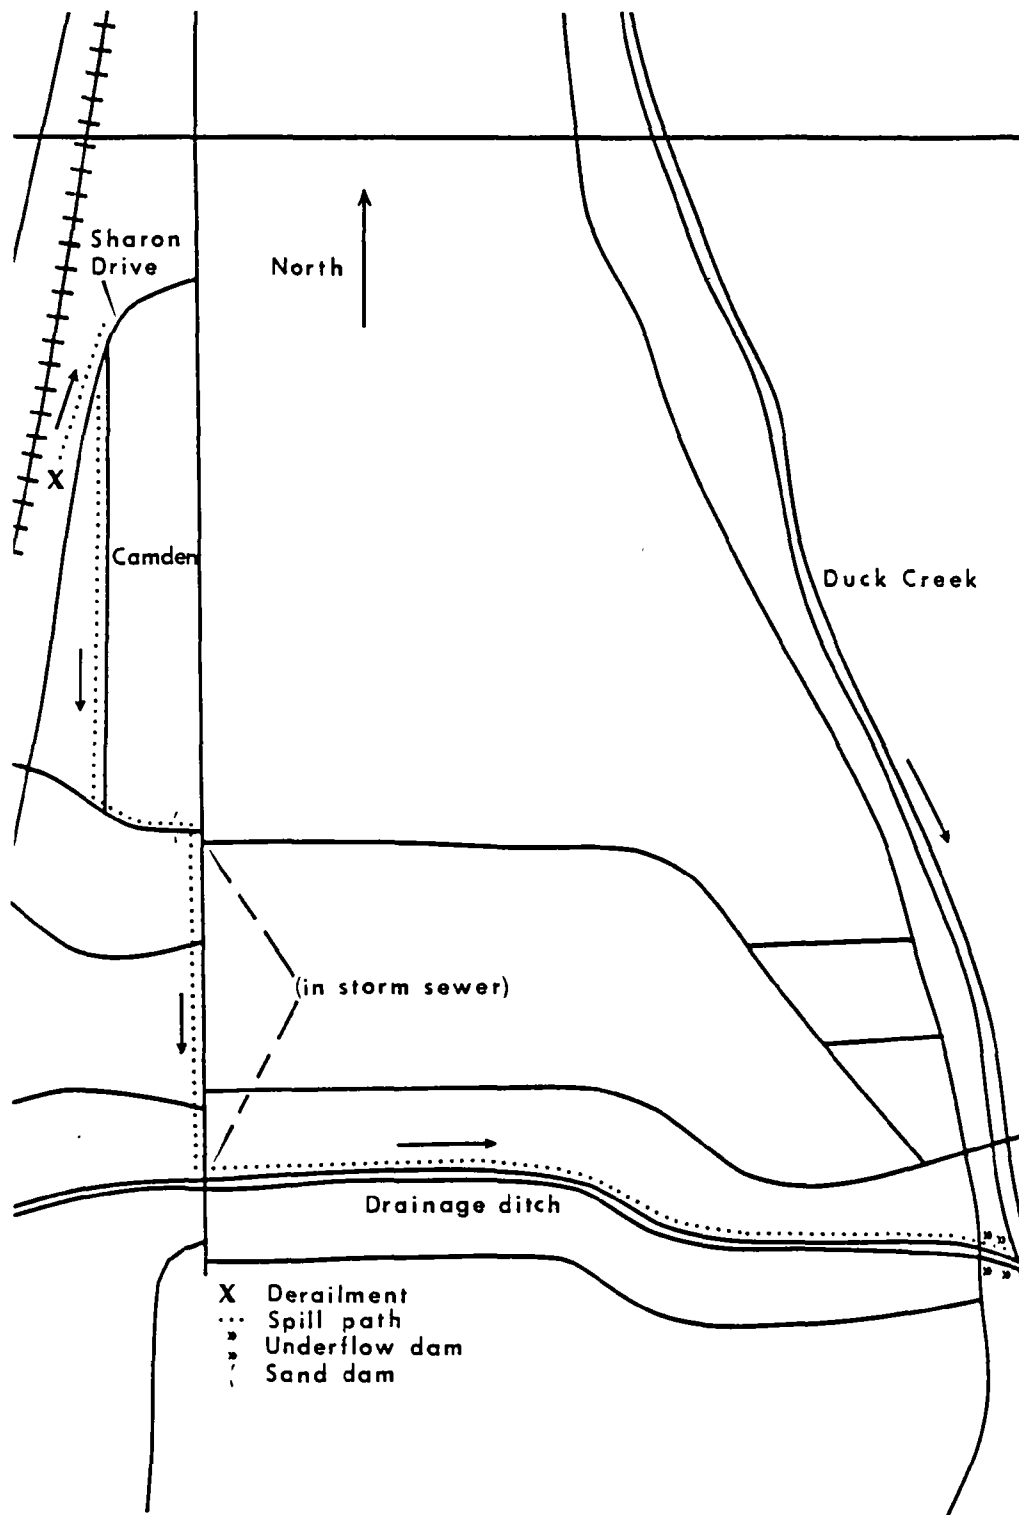 Sharon
Drive
North
X
Camden
Duck Creek
(in storm sewer)
Drainage ditch
X Derailment
Spill path
Underflow dam
Sand dam